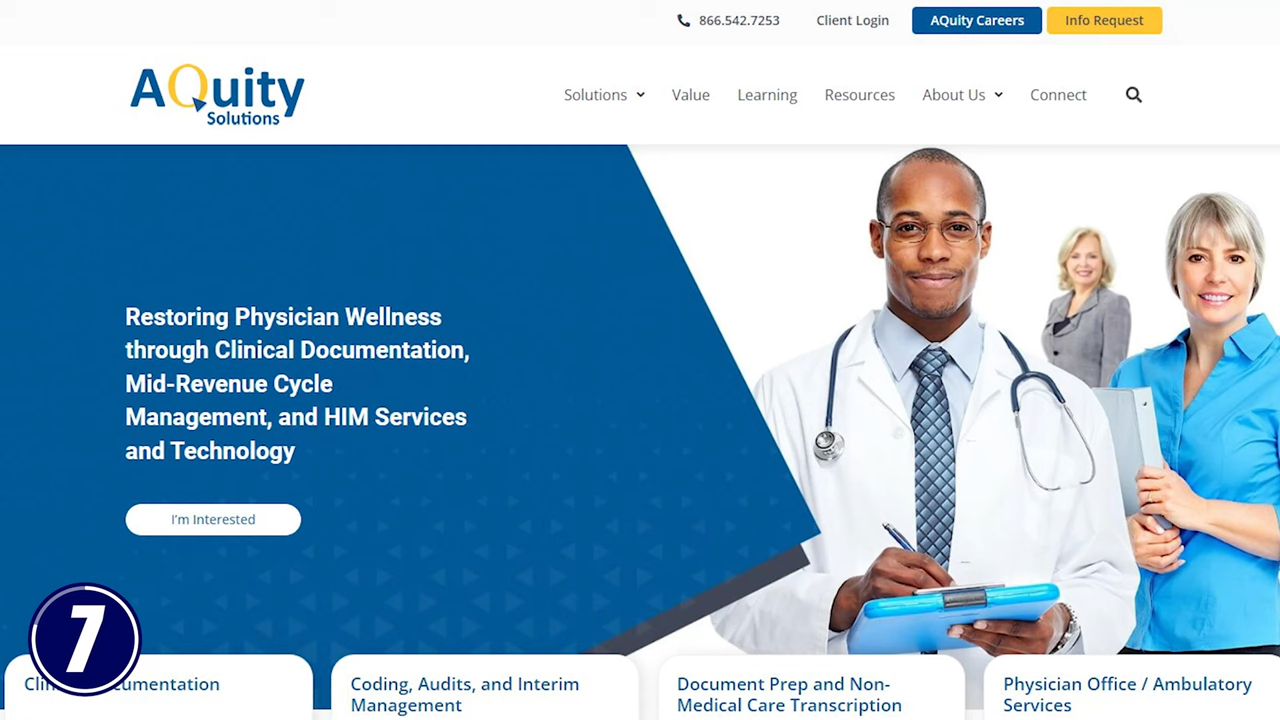 866.542.7253
Client Login
AQuity Careers
Info Request
AQuity
Solutions
Solutions
Value
Learning
Resources
About Us
Connect
Restoring Physician Wellness
through Clinical Documentation,
Mid-Revenue Cycle
Management, and HIM Services
and Technology
I'm Interested
7
Clinical Documentation
Coding, Audits, and Interim
Management
Document Prep and Non-
Medical Care Transcription
Physician Office / Ambulatory
Services